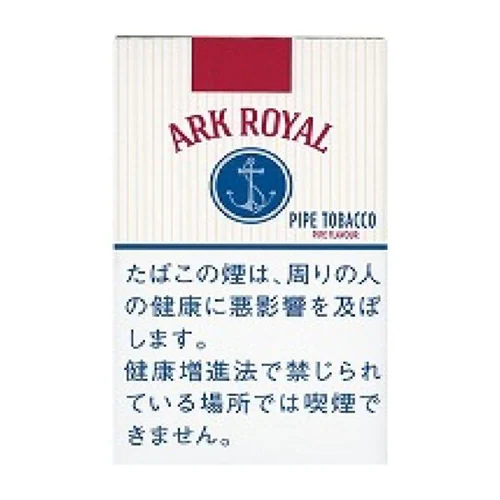 ARK ROYAL
PIPE TOBACCO
PIPE FLAVOUR
たばこの煙は、周りの人
の健康に悪影響を及ぼ
します。
健康増進法で禁じられ
ている場所では喫煙で
きません。